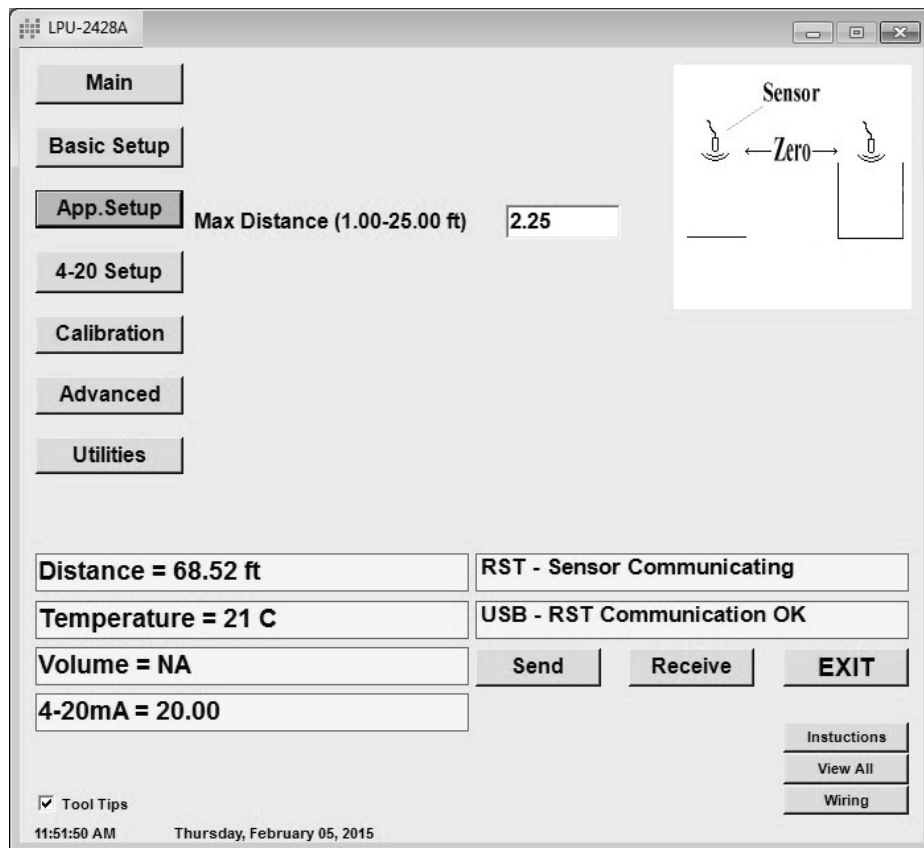 LPU-2428A
Main
Sensor
Zero
Basic Setup
App.Setup
Max Distance (1.00-25.00 ft) 2.25
4-20 Setup
Calibration
Advanced
Utilities
Distance = 68.52 ft
RST - Sensor Communicating
Temperature = 21 C
USB - RST Communication OK
Volume = NA
Send Receive EXIT
4-20mA = 20.00
Instuctions
View All
Tool Tips
Wiring
11:51:50 AM Thursday, February 05, 2015